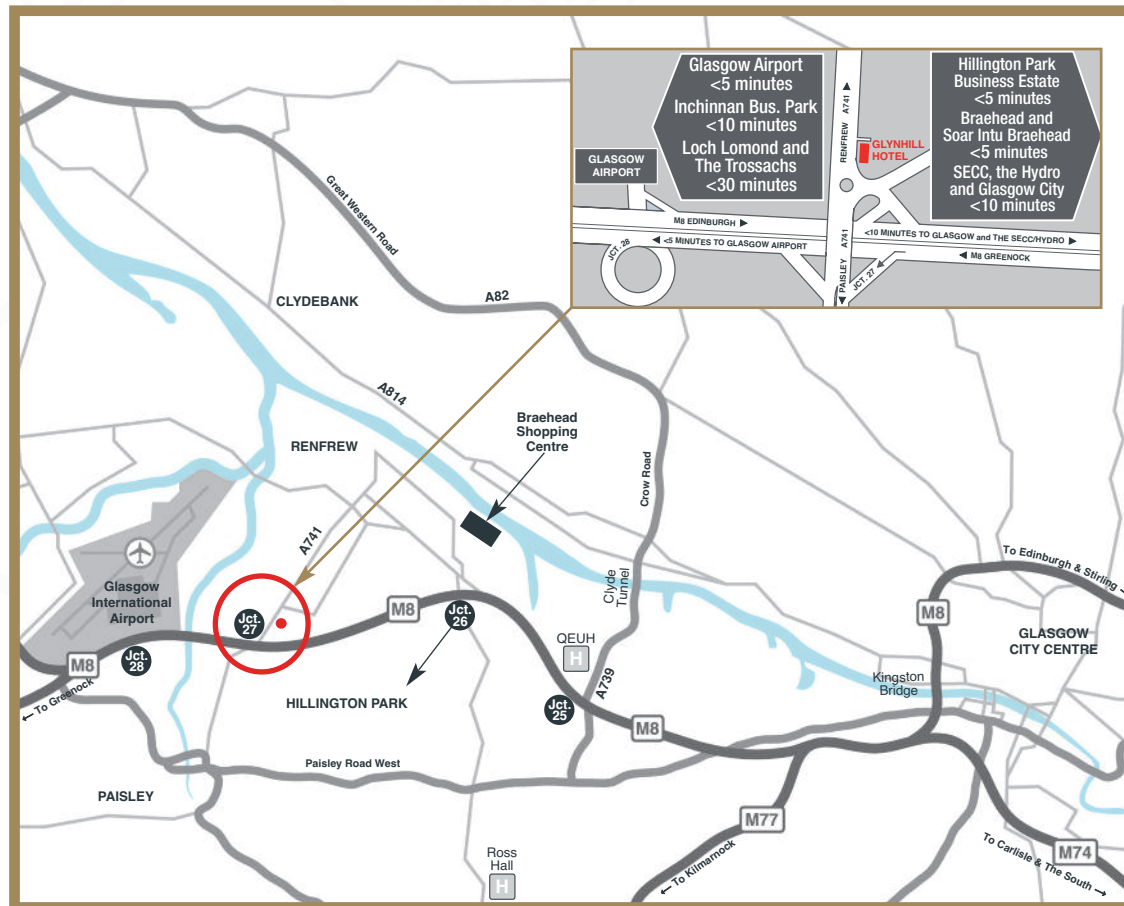 Glasgow Airport
<5 minutes
Inchinnan Bus. Park
<10 minutes
Loch Lomond and
The Trossachs
<30 minutes
Hillington Park
Business Estate
<5 minutes
Braehead and
Soar Intu Braehead
<5 minutes
SECC, the Hydro
and Glasgow City
<10 minutes
RENFREW A741 ▶
GLYNHILL
HOTEL
GLASGOW
AIRPORT
M8 EDINBURGH ▶
◀ <5 MINUTES TO GLASGOW AIRPORT
<10 MINUTES TO GLASGOW and THE SECC/HYDRO ▶
◀ M8 GREENOCK
JCT. 28
◀ PAISLEY A741
JCT. 27
Great Western Road
CLYDEBANK
A82
A814
RENFREW
Braehead
Shopping
Centre
Crow Road
A741
Glasgow
International
Airport
Clyde
Tunnel
To Edinburgh & Stirling →
Jct.
27
M8
Jct.
26
M8
QEUH
H
GLASGOW
CITY CENTRE
Jct.
28
M8
← To Greenock
HILLINGTON PARK
A739
Kingston
Bridge
Jct.
25
M8
Paisley Road West
PAISLEY
M77
Ross
Hall
H
← To Kilmarnock
To Carlisle & The South →
M74